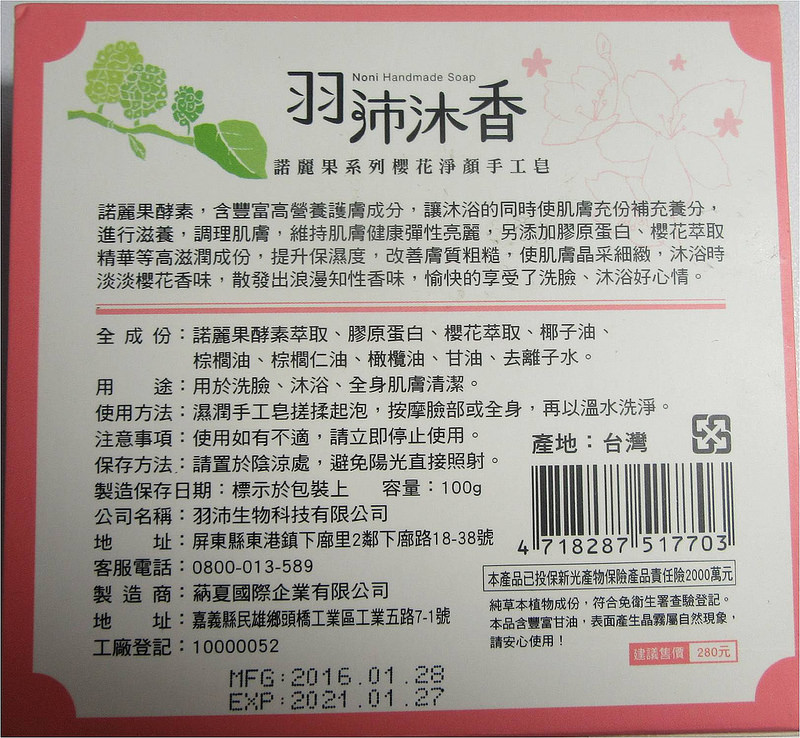 Noni Handmade Soap
羽沛沐香
諾麗果系列櫻花淨顏手工皂
諾麗果酵素，含豐富高營養護膚成分，讓沐浴的同時使肌膚充份補充養分，
進行滋養，調理肌膚，維持肌膚健康彈性亮麗，另添加膠原蛋白、櫻花萃取
精華等高滋潤成份，提升保濕度，改善膚質粗糙，使肌膚晶采細緻，沐浴時
淡淡櫻花香味，散發出浪漫知性香味，愉快的享受了洗臉、沐浴好心情。
全成份：諾麗果酵素萃取、膠原蛋白、櫻花萃取、椰子油、
棕櫚油、棕櫚仁油、橄欖油、甘油、去離子水。
用途：用於洗臉、沐浴、全身肌膚清潔。
使用方法：濕潤手工皂搓揉起泡，按摩臉部或全身，再以溫水洗淨。
注意事項：使用如有不適，請立即停止使用。
保存方法：請置於陰涼處，避免陽光直接照射。
製造保存日期：標示於包裝上 容量：100g
公司名稱：羽沛生物科技有限公司
地址：屏東縣東港鎮下廍里2鄰下廍路18-38號
客服電話：0800-013-589
製造商：蒳夏國際企業有限公司
地址：嘉義縣民雄鄉頭橋工業區工業五路7-1號
工廠登記：10000052
MFG:2016.01.28
EXP:2021.01.27
產地：台灣
4 718287 517703
本產品已投保新光產物保險產品責任險2000萬元
純草本植物成份，符合免衛生署查驗登記。
本品含豐富甘油，表面產生晶霧屬自然現象，
請安心使用！
建議售價 280元